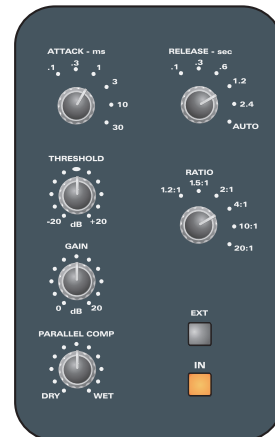 ATTACK - ms
.1 .3 1
3
10
30
RELEASE - sec
.1 .3 .6
1.2
2.4
AUTO
THRESHOLD
-20 dB +20
RATIO
1.2:1 1.5:1 2:1
4:1
10:1
20:1
GAIN
0 dB 20
EXT
PARALLEL COMP
DRY WET
IN